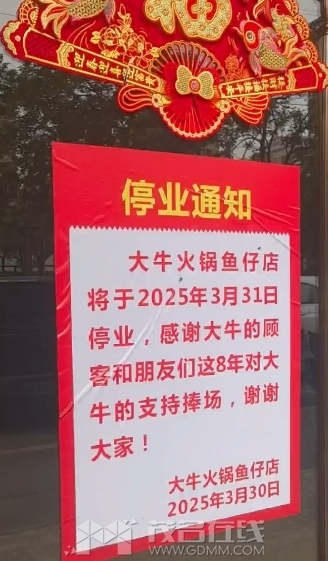 福
停业通知
大牛火锅鱼仔店
将于2025年3月31日
停业，感谢大牛的顾
客和朋友们这8年对大
牛的支持捧场，谢谢
大家！
大牛火锅鱼仔店
2025年3月30日
茂名在线
WWW.GDMM.COM